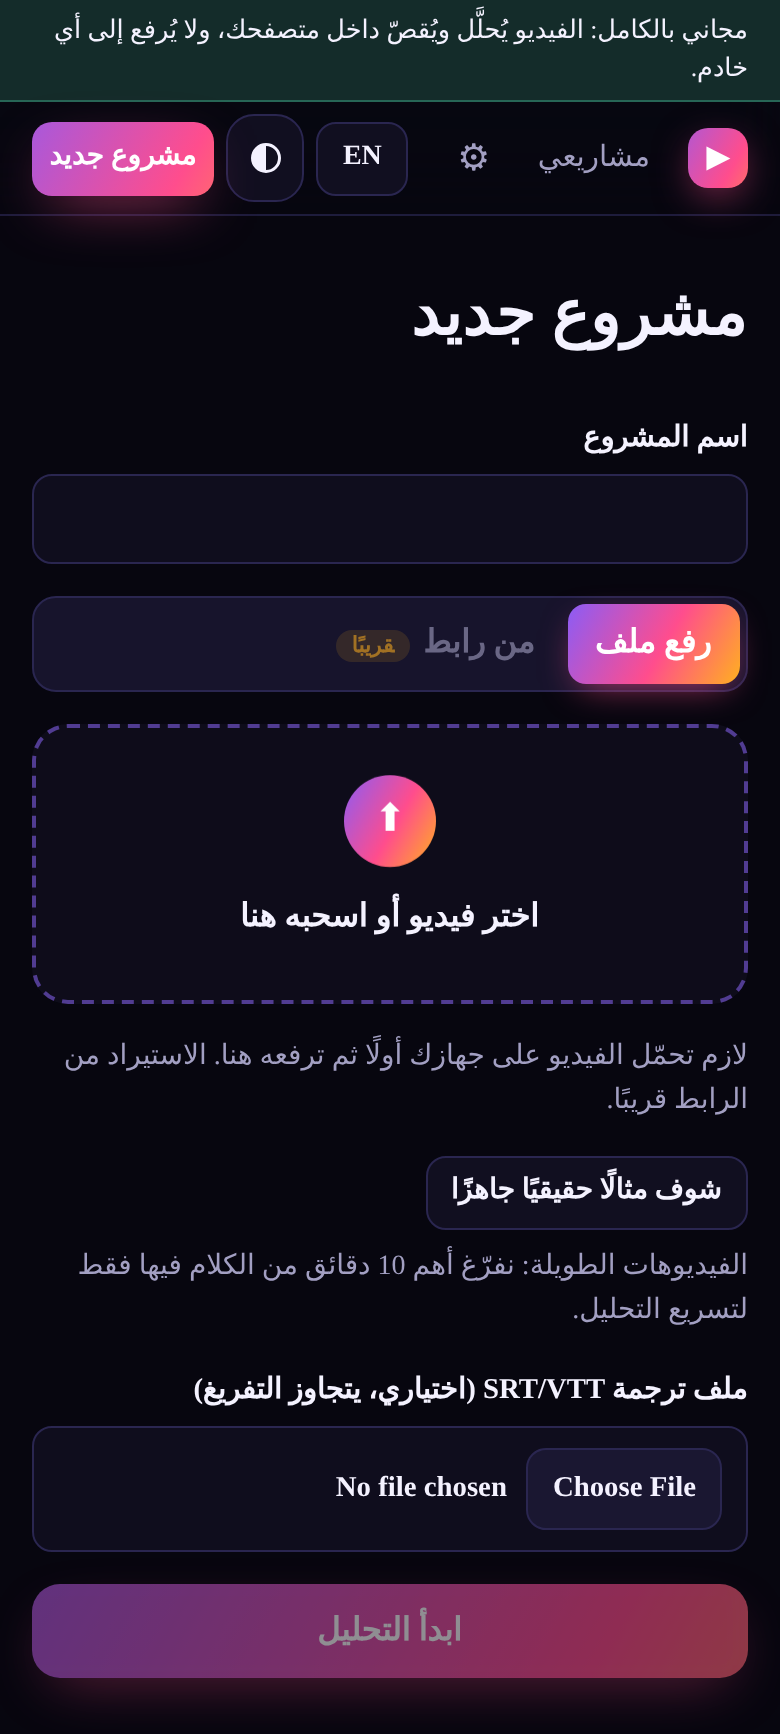 مجاني بالكامل: الفيديو يُحلَّل ويُقصّ داخل متصفحك، ولا يُرفع إلى أي
خادم.
مشاريعي
EN
مشروع جديد
مشروع جديد
اسم المشروع
رفع ملف
من رابط
قريبًا
اختر فيديو أو اسحبه هنا
لازم تحمّل الفيديو على جهازك أولًا ثم ترفعه هنا. الاستيراد من
الرابط قريبًا.
شوف مثالًا حقيقيًا جاهزًا
الفيديوهات الطويلة: نفرّغ أهم 10 دقائق من الكلام فيها فقط
لتسريع التحليل.
ملف ترجمة SRT/VTT (اختياري، يتجاوز التفريغ)
Choose File
No file chosen
ابدأ التحليل